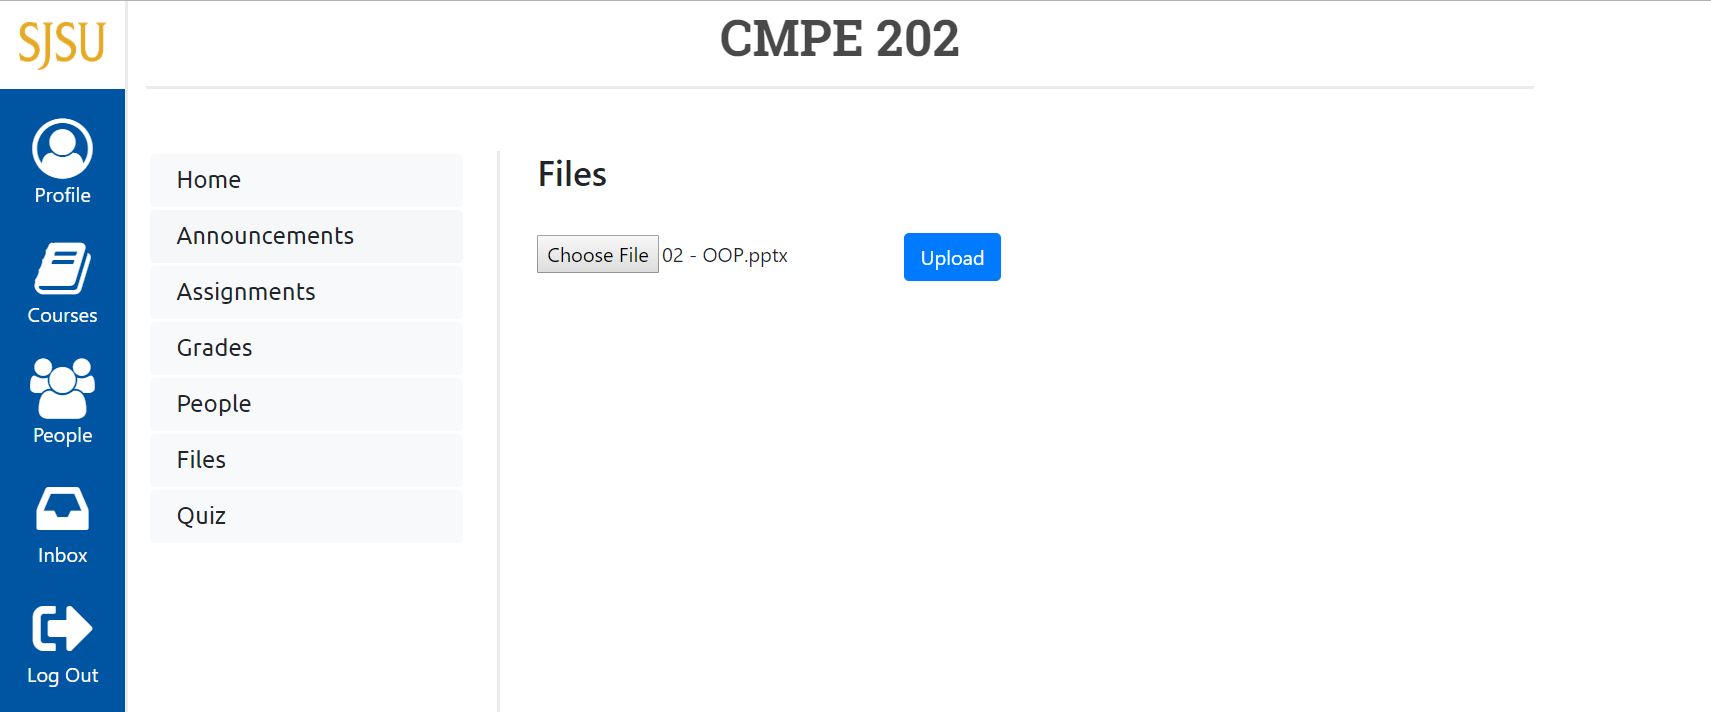 SJSU
CMPE 202
Profile
Courses
People
Inbox
Log Out
Home
Announcements
Assignments
Grades
People
Files
Quiz
Files
Choose File 02 - OOP.pptx
Upload